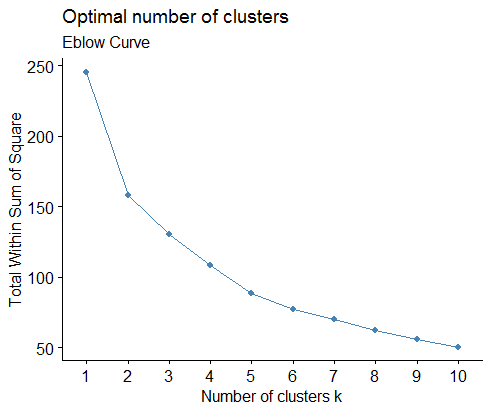 Optimal number of clusters
Eblow Curve
Total Within Sum of Square
250
200
150
100
50
1 2 3 4 5 6 7 8 9 10
Number of clusters k